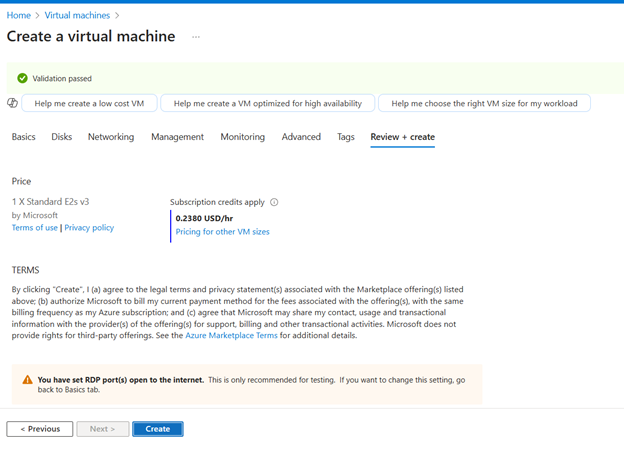 Home > Virtual machines >
Create a virtual machine ...
Validation passed
Help me create a low cost VM Help me create a VM optimized for high availability Help me choose the right VM size for my workload
Basics Disks Networking Management Monitoring Advanced Tags Review + create
Price
1 X Standard E2s v3 Subscription credits apply
by Microsoft 0.2380 USD/hr
Terms of use | Privacy policy Pricing for other VM sizes
TERMS
By clicking "Create", I (a) agree to the legal terms and privacy statement(s) associated with the Marketplace offering(s) listed
above; (b) authorize Microsoft to bill my current payment method for the fees associated with the offering(s), with the same
billing frequency as my Azure subscription; and (c) agree that Microsoft may share my contact, usage and transactional
information with the provider(s) of the offering(s) for support, billing and other transactional activities. Microsoft does not
provide rights for third-party offerings. See the Azure Marketplace Terms for additional details.
You have set RDP port(s) open to the internet. This is only recommended for testing. If you want to change this setting, go
back to Basics tab.
< Previous Next > Create